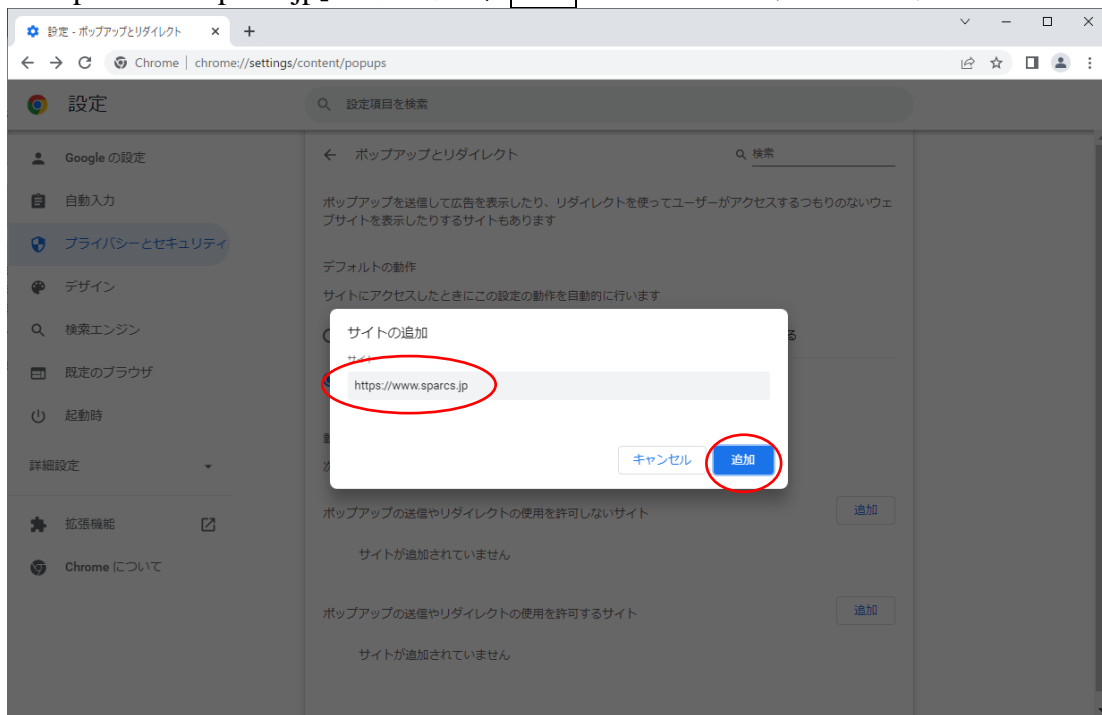 設定 - ポップアップとリダイレクト
Chrome | chrome://settings/content/popups
設定
設定項目を検索
Google の設定
自動入力
プライバシーとセキュリティ
デザイン
検索エンジン
既定のブラウザ
起動時
詳細設定
拡張機能
Chrome について
ポップアップとリダイレクト
検索
ポップアップを送信して広告を表示したり、リダイレクトを使ってユーザーがアクセスするつもりのないウェ
ブサイトを表示したりするサイトもあります
デフォルトの動作
サイトにアクセスしたときにこの設定の動作を自動的に行います
る
サイトの追加
サイト
https://www.sparcs.jp
キャンセル
追加
ポップアップの送信やリダイレクトの使用を許可しないサイト
追加
サイトが追加されていません
ポップアップの送信やリダイレクトの使用を許可するサイト
追加
サイトが追加されていません